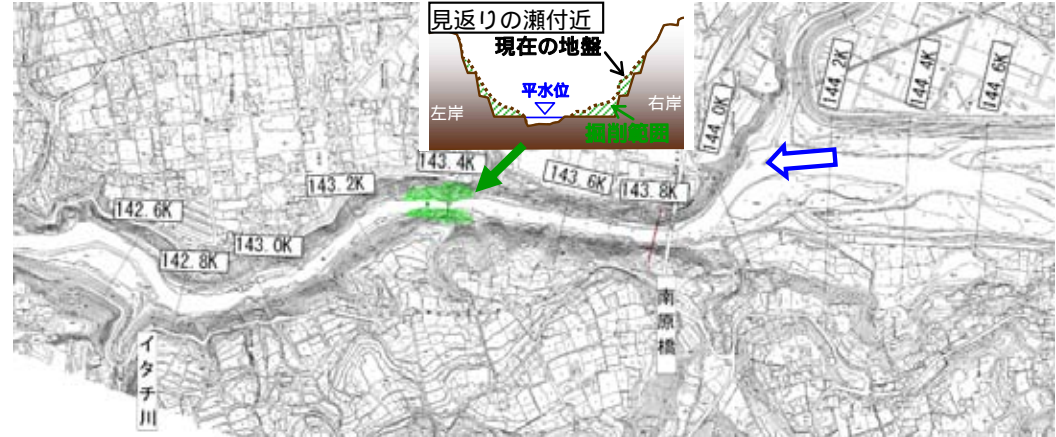 見返りの瀬付近
現在の地盤
平水位
左岸
右岸
掘削範囲
144.2K
144.4K
144.6K
144.0K
143.4K
143.6K
143.8K
143.2K
142.6K
143.0K
142.8K
南原橋
イタチ川